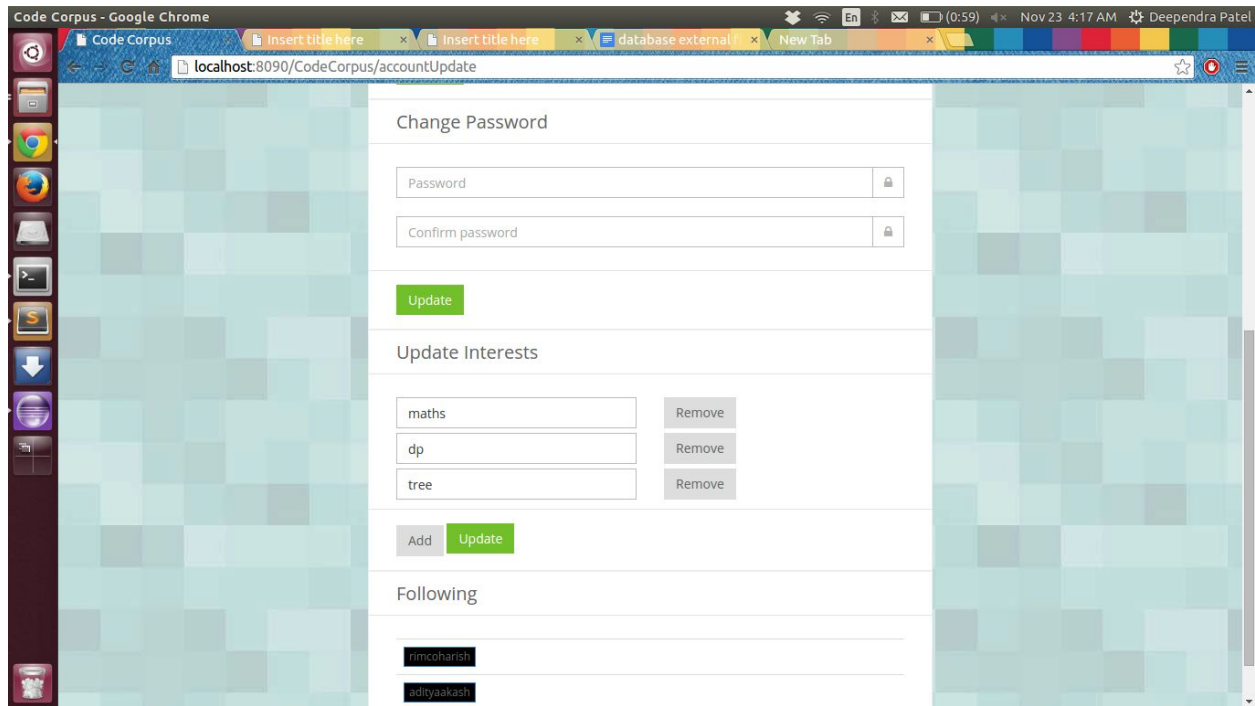 Code Corpus - Google Chrome
En
(0:59)
Nov 23 4:17 AM
Deependra Patel
Code Corpus
Insert title here
Insert title here
database external f
New Tab
localhost:8090/CodeCorpus/accountUpdate
Change Password
Password
Confirm password
Update
Update Interests
maths
Remove
dp
Remove
tree
Remove
Add
Update
Following
rimcoharish
adityaakash